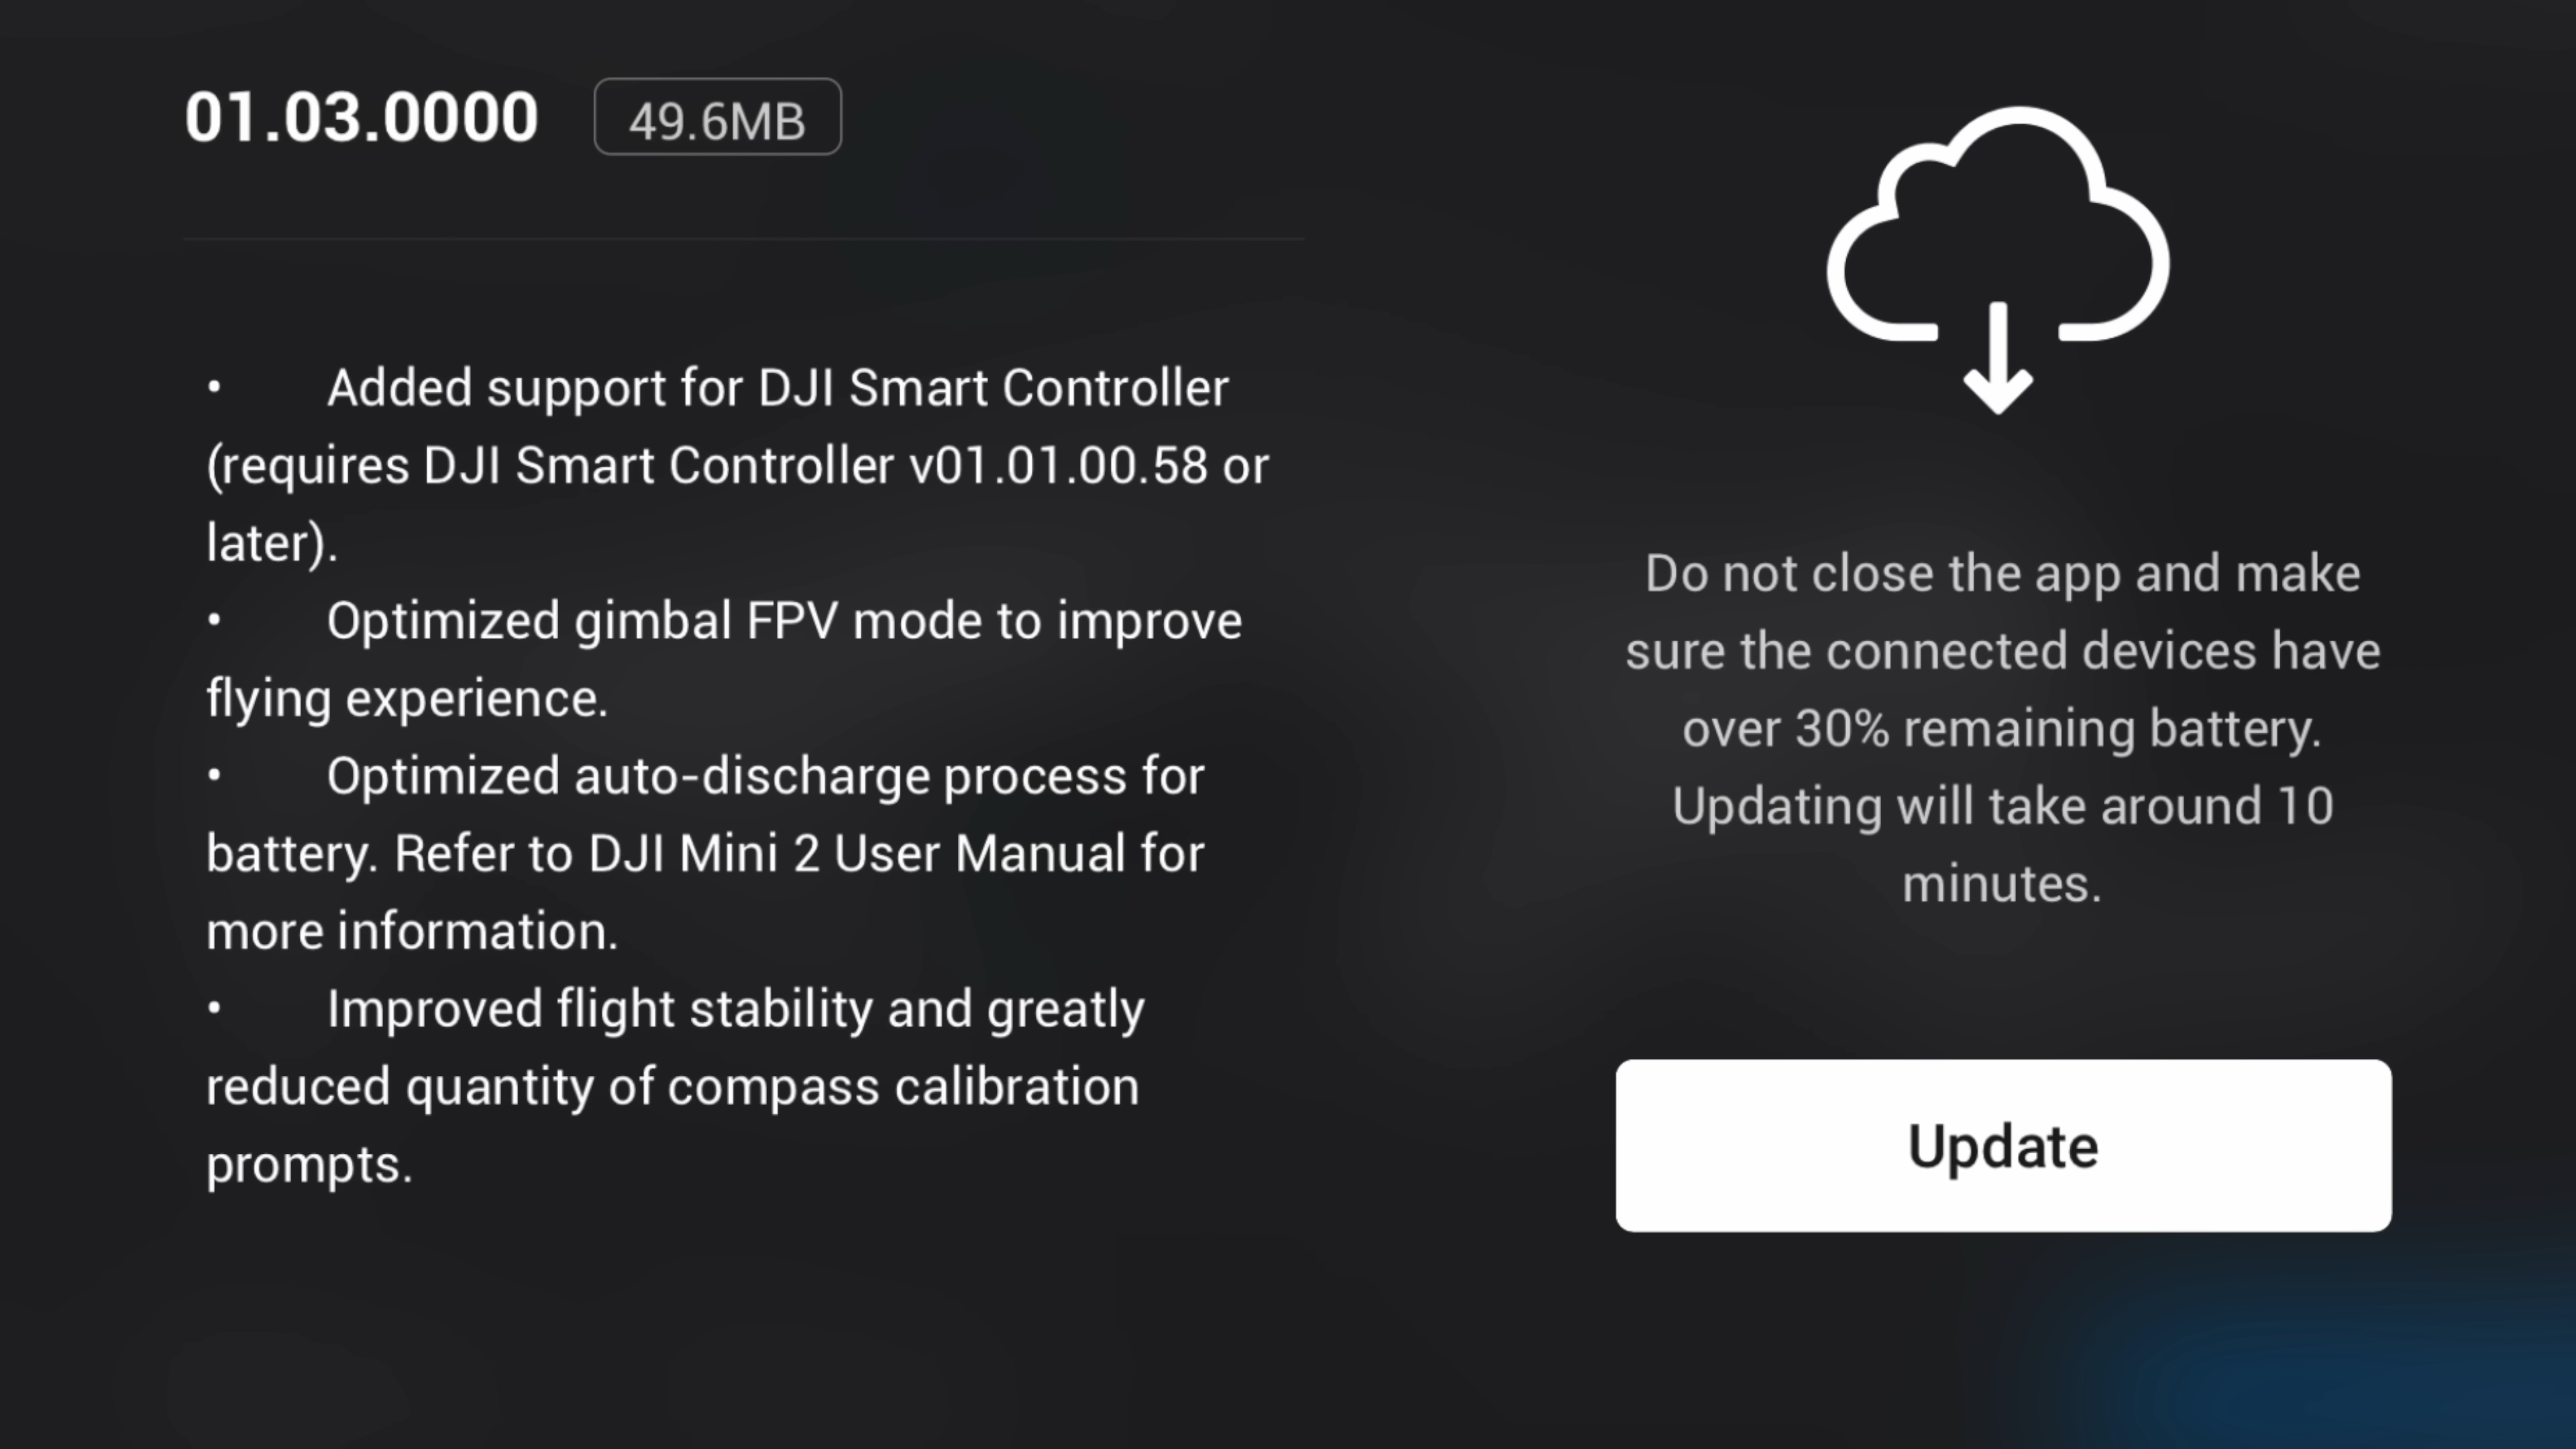 01.03.0000 49.6MB
• Added support for DJI Smart Controller
(requires DJI Smart Controller v01.01.00.58 or
later).
• Optimized gimbal FPV mode to improve
flying experience.
• Optimized auto-discharge process for
battery. Refer to DJI Mini 2 User Manual for
more information.
• Improved flight stability and greatly
reduced quantity of compass calibration
prompts.
Do not close the app and make
sure the connected devices have
over 30% remaining battery.
Updating will take around 10
minutes.
Update